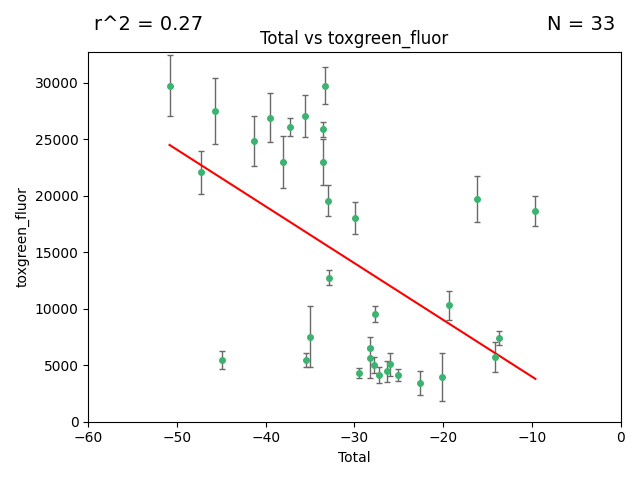 r^2 = 0.27
N = 33
Total vs toxgreen_fluor
toxgreen_fluor
30000
25000
20000
15000
10000
5000
0
−60
−50
−40
−30
−20
−10
0
Total